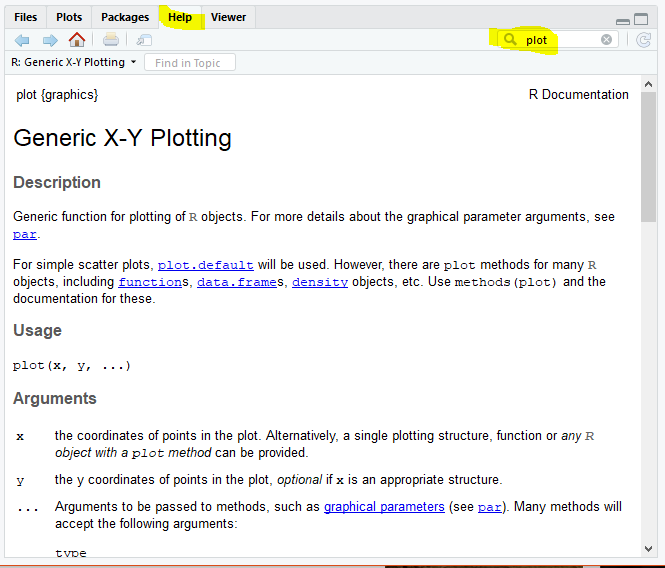 Files Plots Packages Help Viewer
plot
R: Generic X-Y Plotting Find in Topic
plot {graphics} R Documentation
Generic X-Y Plotting
Description
Generic function for plotting of R objects. For more details about the graphical parameter arguments, see
par.
For simple scatter plots, plot.default will be used. However, there are plot methods for many R
objects, including functions, data.frames, density objects, etc. Use methods(plot) and the
documentation for these.
Usage
plot(x, y, ...)
Arguments
x the coordinates of points in the plot. Alternatively, a single plotting structure, function or any R
object with a plot method can be provided.
y the y coordinates of points in the plot, optional if x is an appropriate structure.
... Arguments to be passed to methods, such as graphical parameters (see par). Many methods will
accept the following arguments:
type